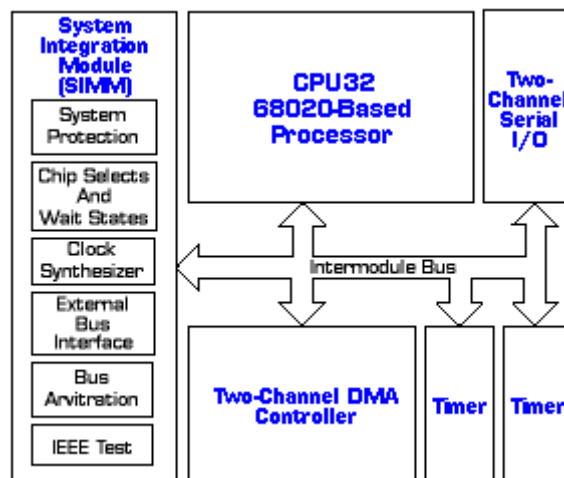 System
Integration
Module
(SIMM)
System
Protection
Chip Selects
And
Wait States
Clock
Synthesizer
External
Bus
Interface
Bus
Arvitration
IEEE Test
CPU32
68020-Based
Processor
Two-
Channel
Serial
I/O
Intermodule Bus
Two-Channel DMA
Controller
Timer
Timer